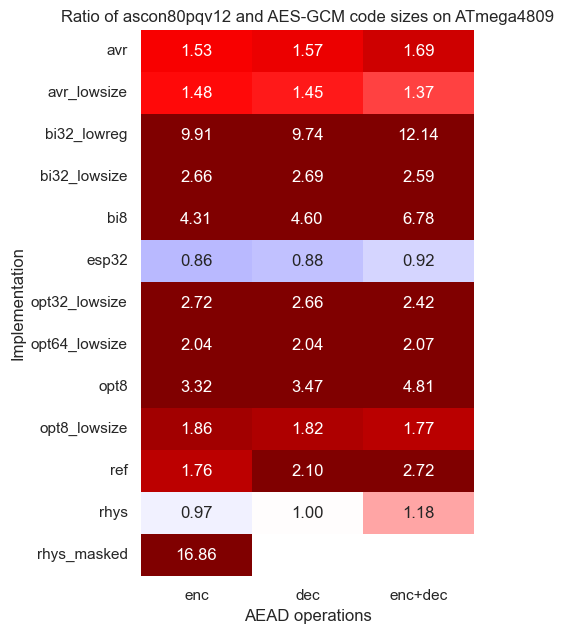 Ratio of ascon80pqv12 and AES-GCM code sizes on ATmega4809
avr 1.53 1.57 1.69
avr_lowsize 1.48 1.45 1.37
bi32_lowreg 9.91 9.74 12.14
bi32_lowsize 2.66 2.69 2.59
bi8 4.31 4.60 6.78
esp32 0.86 0.88 0.92
opt32_lowsize 2.72 2.66 2.42
opt64_lowsize 2.04 2.04 2.07
opt8 3.32 3.47 4.81
opt8_lowsize 1.86 1.82 1.77
ref 1.76 2.10 2.72
rhys 0.97 1.00 1.18
rhys_masked 16.86
enc dec enc+dec
AEAD operations
Implementation